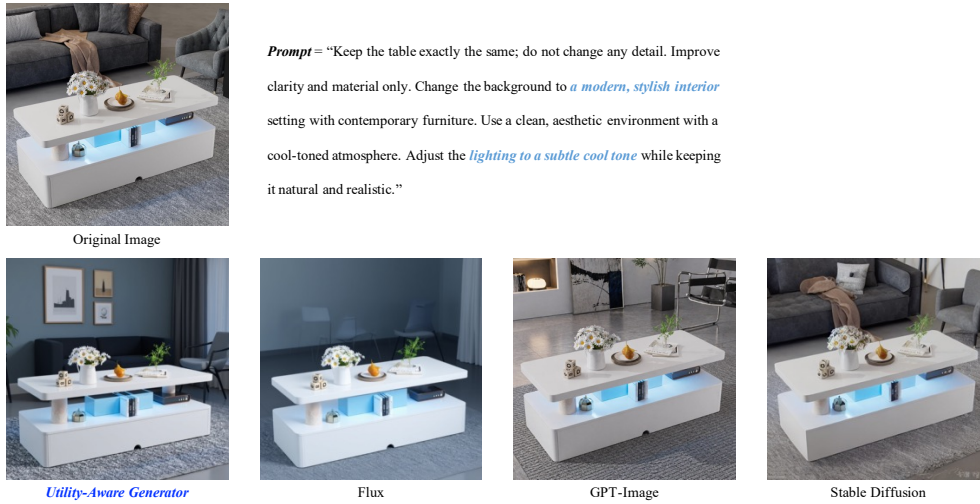 Prompt = “Keep the table exactly the same; do not change any detail. Improve
clarity and material only. Change the background to a modern, stylish interior
setting with contemporary furniture. Use a clean, aesthetic environment with a
cool-toned atmosphere. Adjust the lighting to a subtle cool tone while keeping
it natural and realistic.”
Original Image
Utility-Aware Generator
Flux
GPT-Image
Stable Diffusion